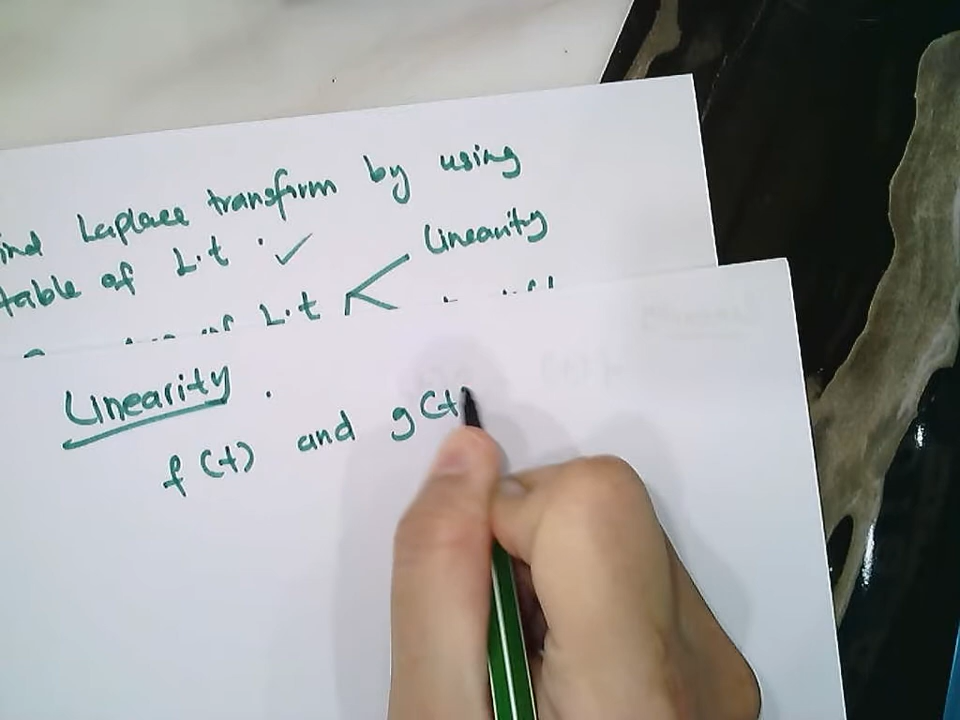 ind Laplace transform by using
table of L.t : ✓
of L.t < Linearity
Linearity .
f(t) and g(t